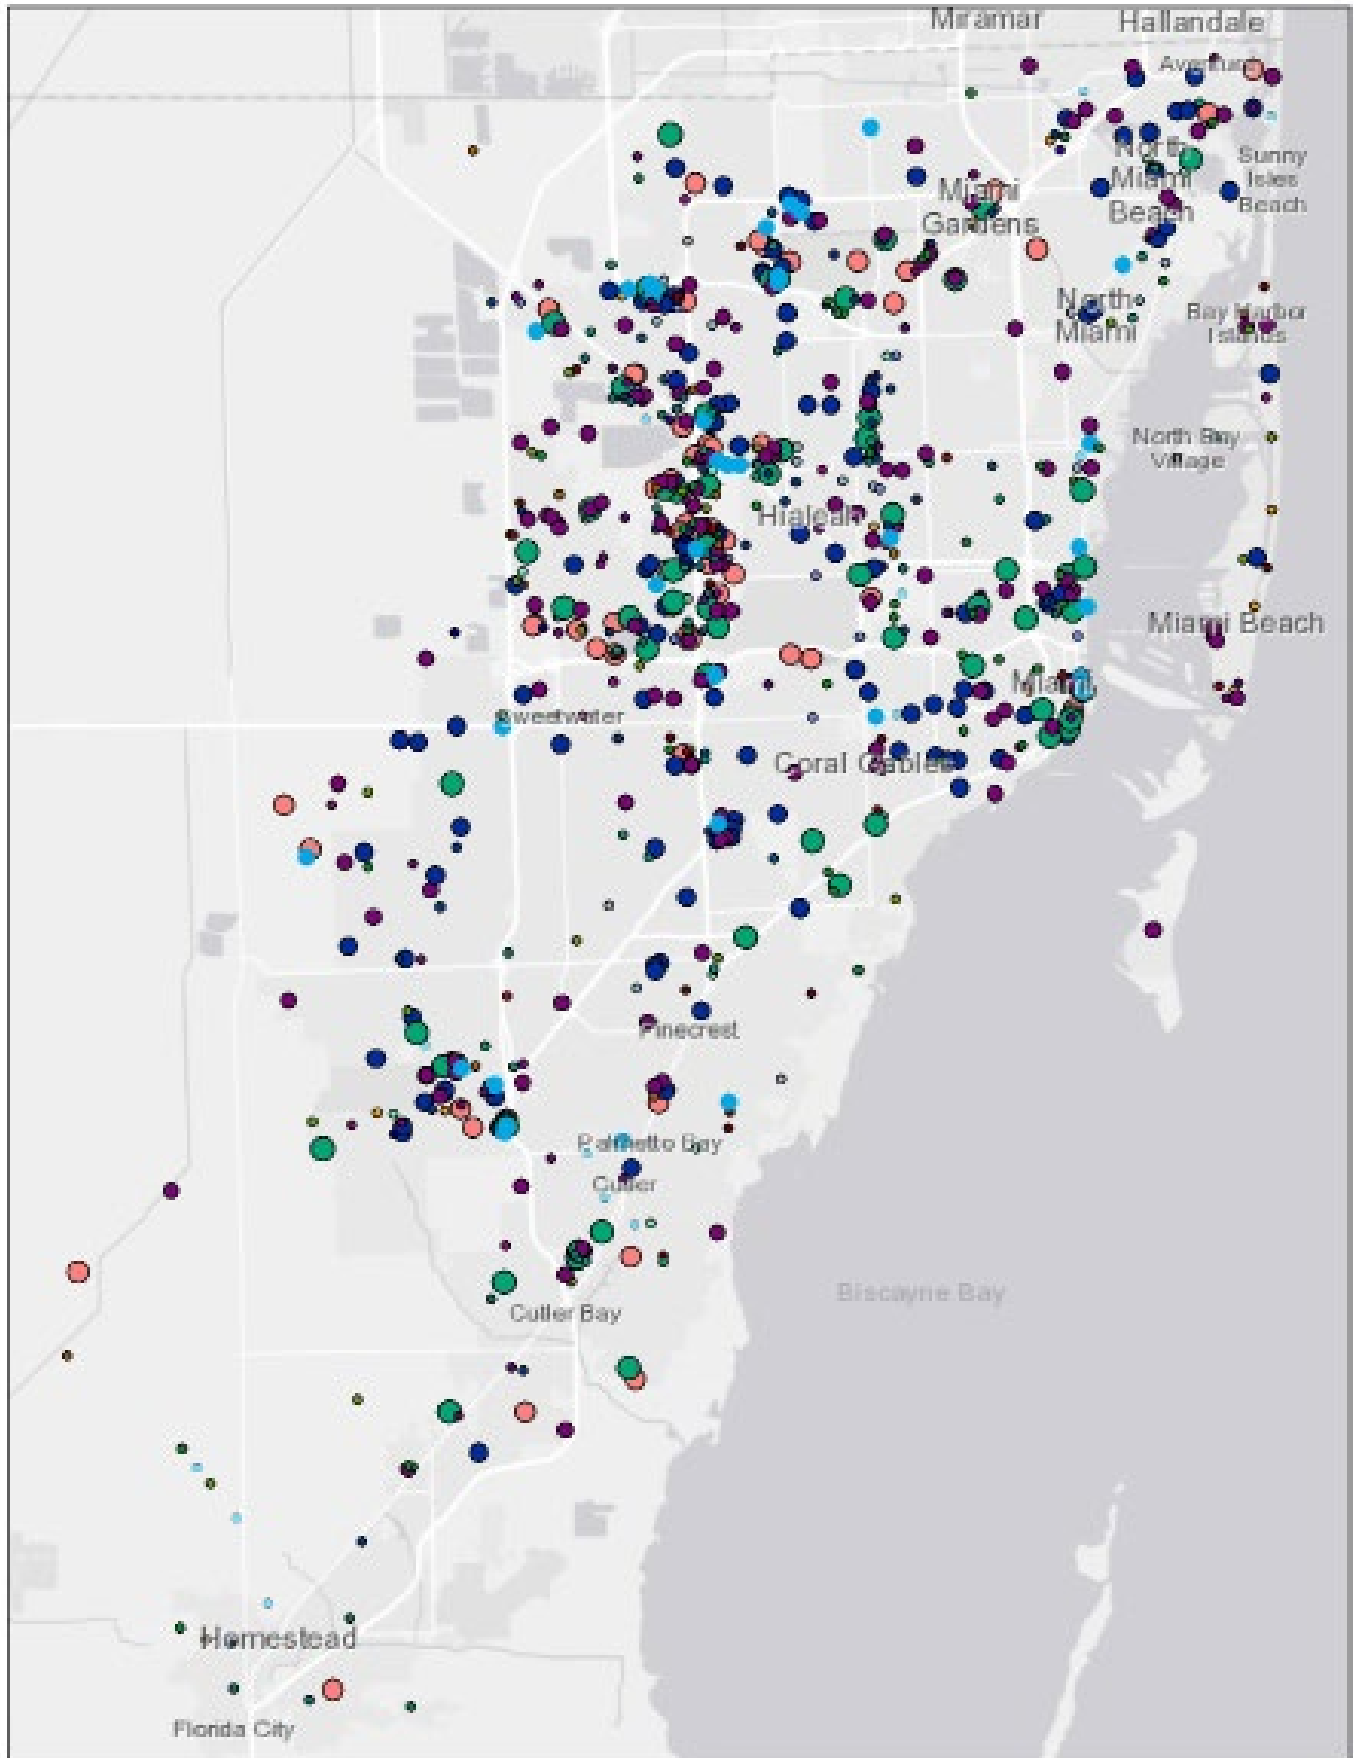 Miramar
Hallandale
Aventura
North
Miami
Beach
Sunny
Isles
Beach
Miami
Gardens
North
Miami
Bay Harbor
Islands
North Bay
Village
Hialeah
Miami Beach
Miami
Sweetwater
Coral Gables
Pinecrest
Palmetto Bay
Cutler
Biscayne Bay
Cutler Bay
Homestead
Florida City